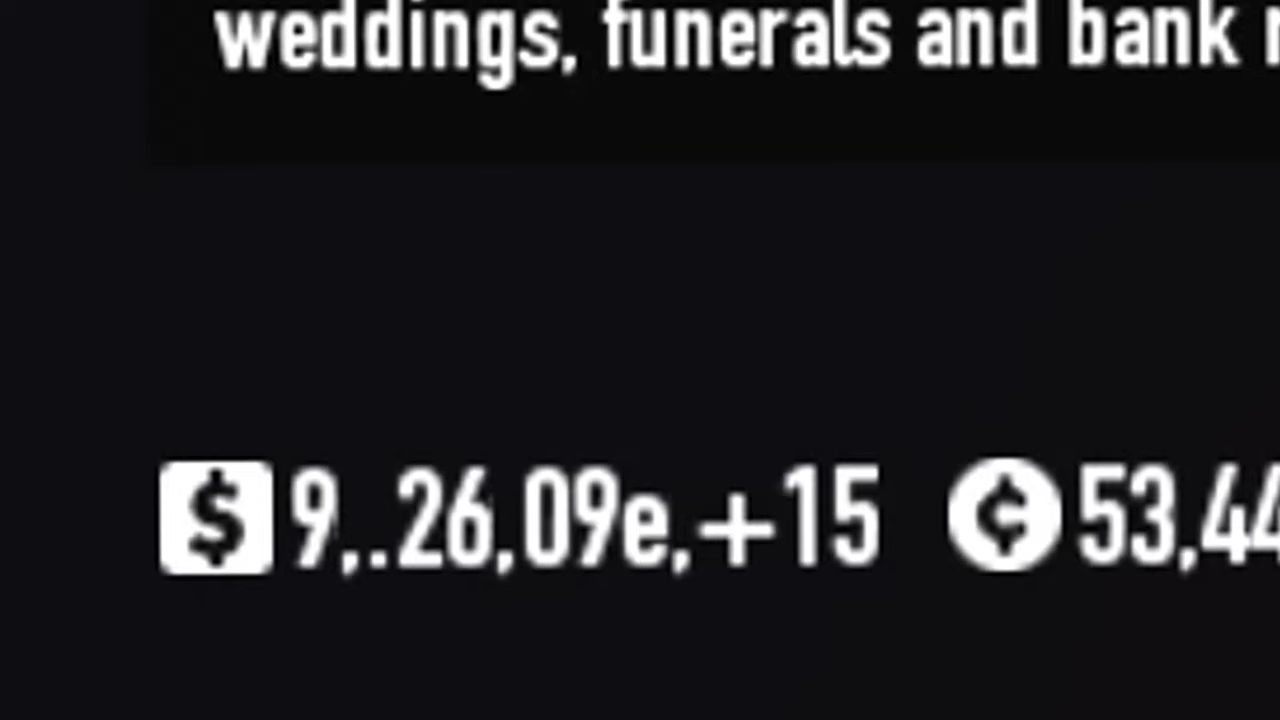 weddings, funerals and bank
$ 9,.26,09e,+15 ¢ 53,44